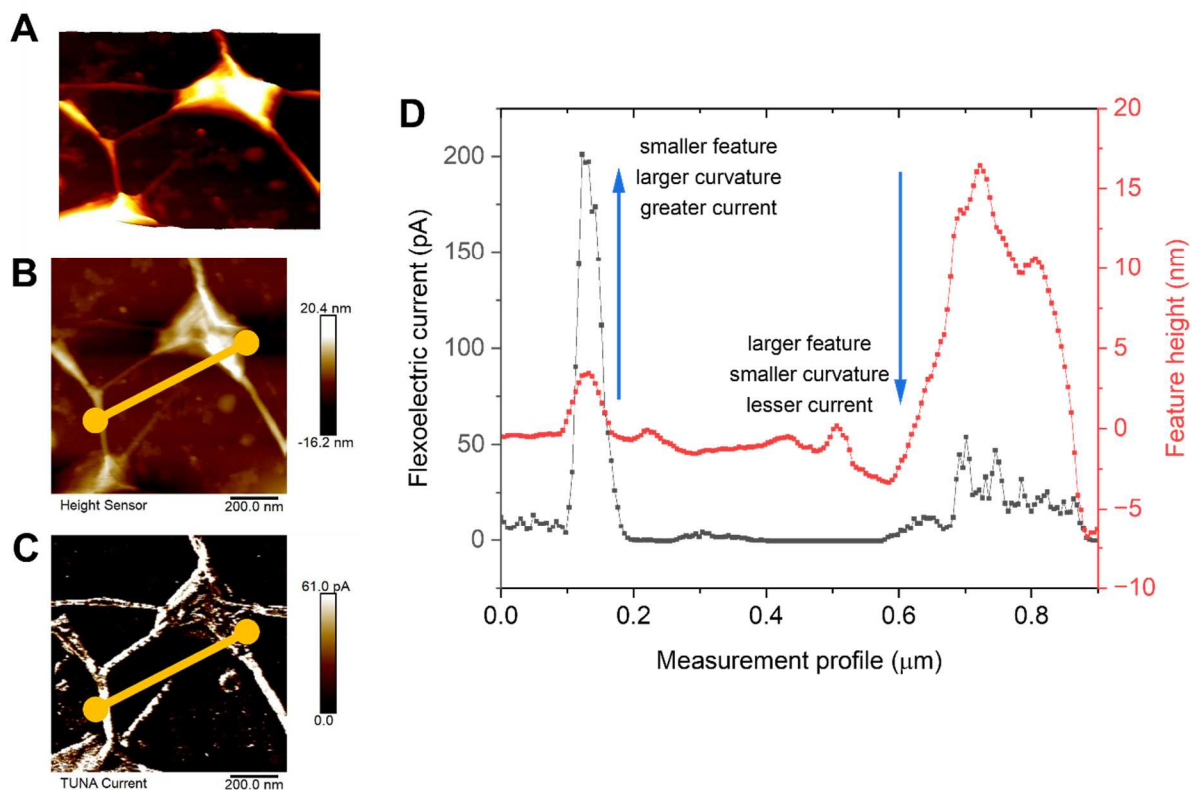 A
B
20.4 nm
-16.2 nm
Height Sensor
200.0 nm
C
61.0 pA
0.0
TUNA Current
200.0 nm
D
Flexoelectric current (pA)
200
150
100
50
0
smaller feature
larger curvature
greater current
larger feature
smaller curvature
lesser current
20
15
10
5
0
−5
−10
Feature height (nm)
0.0
0.2
0.4
0.6
0.8
Measurement profile (μm)